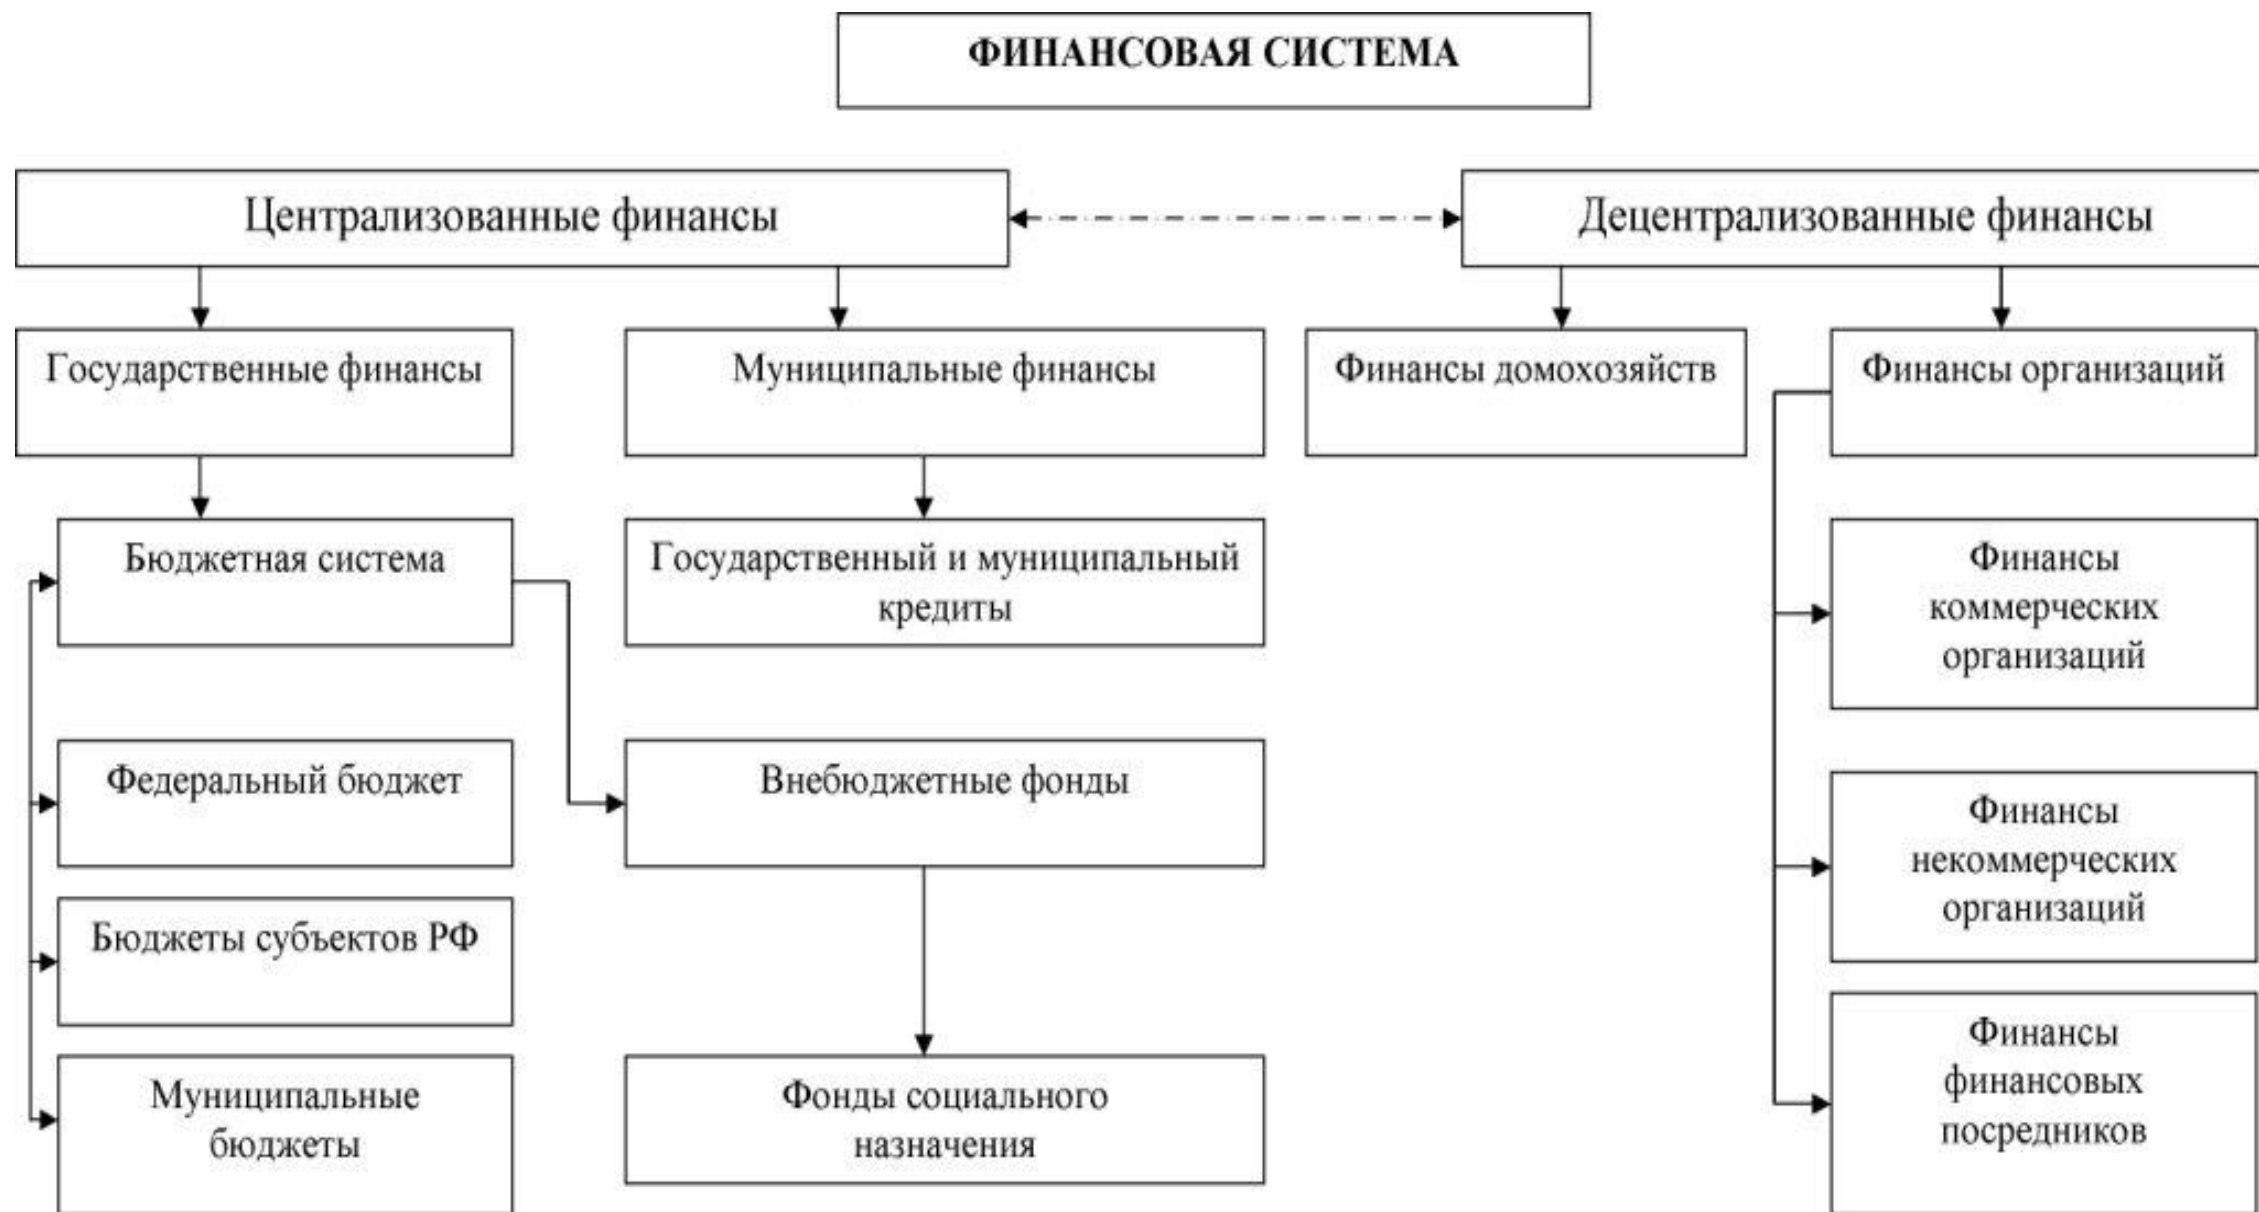 ФИНАНСОВАЯ СИСТЕМА
Централизованные финансы
Децентрализованные финансы
Государственные финансы
Муниципальные финансы
Финансы домохозяйств
Финансы организаций
Бюджетная система
Государственный и муниципальный
кредиты
Финансы
коммерческих
организаций
Федеральный бюджет
Внебюджетные фонды
Финансы
некоммерческих
организаций
Бюджеты субъектов РФ
Муниципальные
бюджеты
Фонды социального
назначения
Финансы
финансовых
посредников